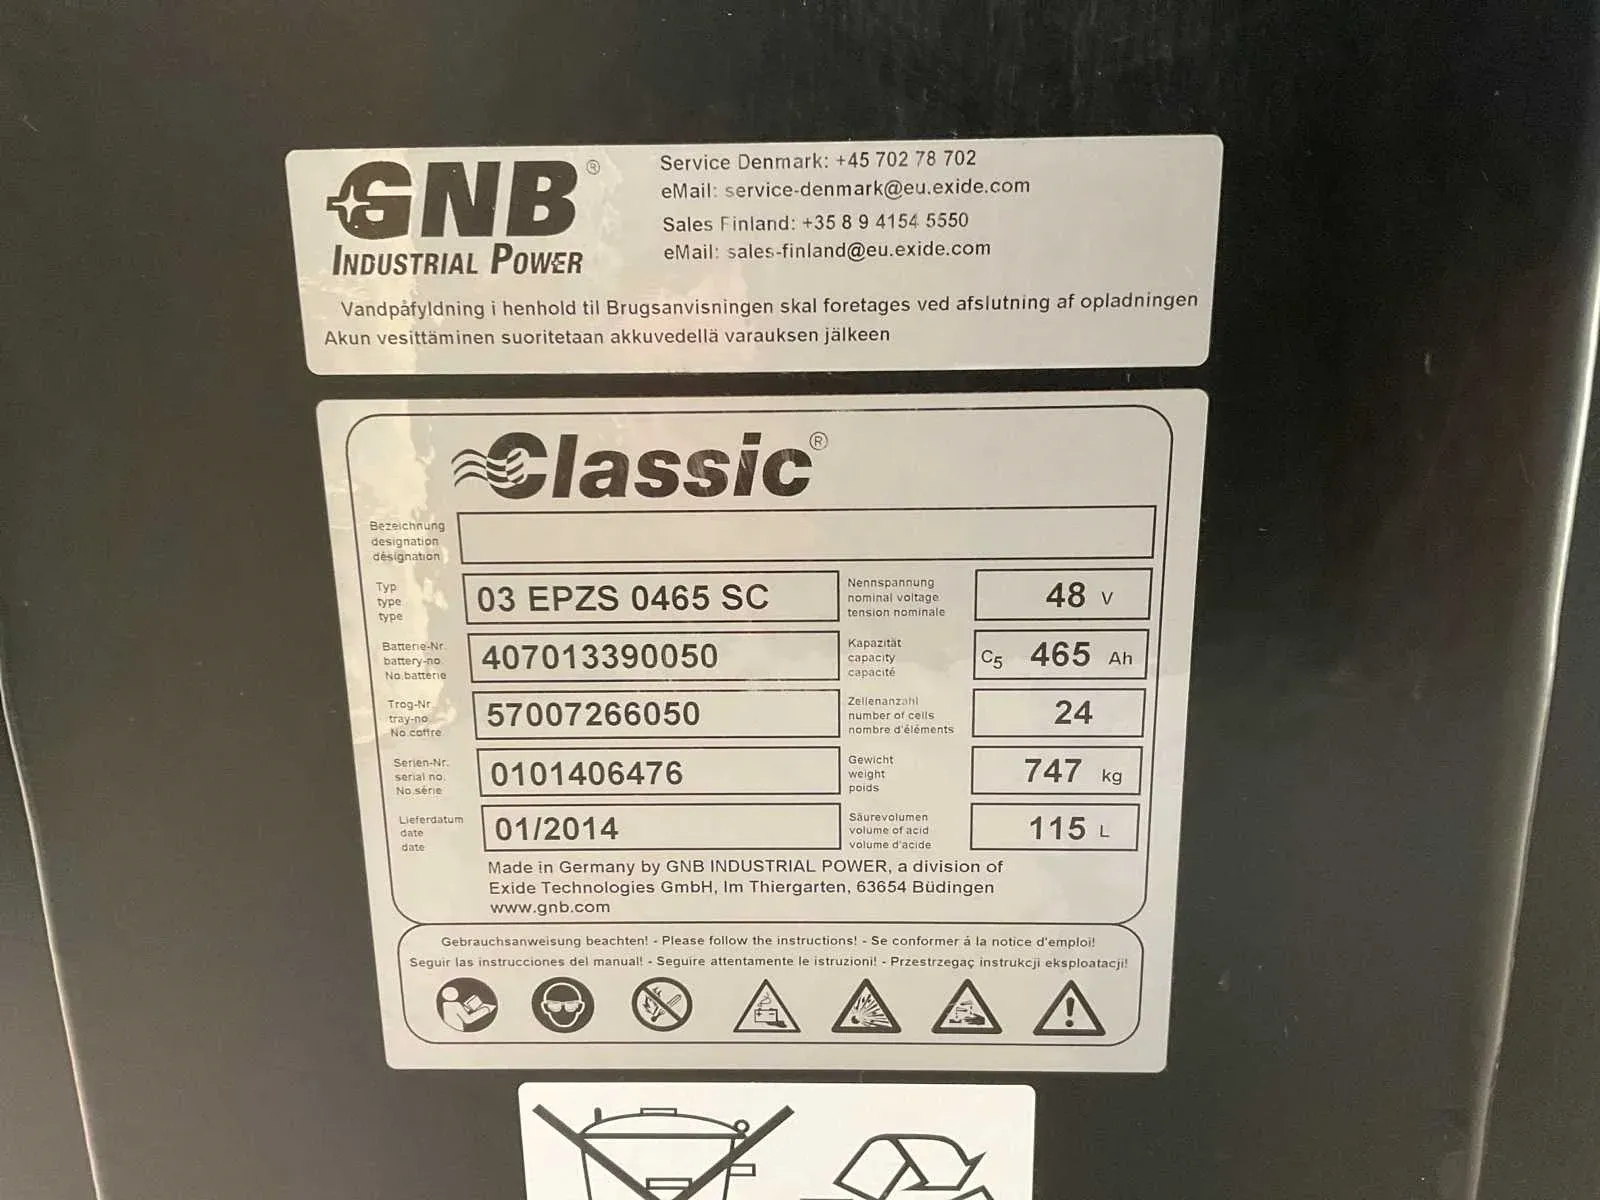 GNB®
INDUSTRIAL POWER
Service Denmark: +45 702 78 702
eMail: service-denmark@eu.exide.com
Sales Finland: +35 8 9 4154 5550
eMail: sales-finland@eu.exide.com
Vandpåfyldning i henhold til Brugsanvisningen skal foretages ved afslutning af opladningen
Akun vesittäminen suoritetaan akkuvedellä varauksen jälkeen
Classic®
Bezeichnung
designation
désignation
Typ
type
type
03 EPZS 0465 SC
Nennspannung
nominal voltage
tension nominale
48 V
Batterie-Nr.
battery-no.
No.batterie
407013390050
Kapazität
capacity
capacité
C5 465 Ah
Trog-Nr.
tray-no.
No.coffre
57007266050
Zellenanzahl
number of cells
nombre d'éléments
24
Serien-Nr.
serial no.
No.série
0101406476
Gewicht
weight
poids
747 kg
Lieferdatum
date
date
01/2014
Säurevolumen
volume of acid
volume d'acide
115 L
Made in Germany by GNB INDUSTRIAL POWER, a division of
Exide Technologies GmbH, Im Thiergarten, 63654 Büdingen
www.gnb.com
Gebrauchsanweisung beachten! - Please follow the instructions! - Se conformer à la notice d'emploi!
Seguir las instrucciones del manual! - Seguire attentamente le istruzioni! - Przestrzegaç instrukcji eksploatacji!